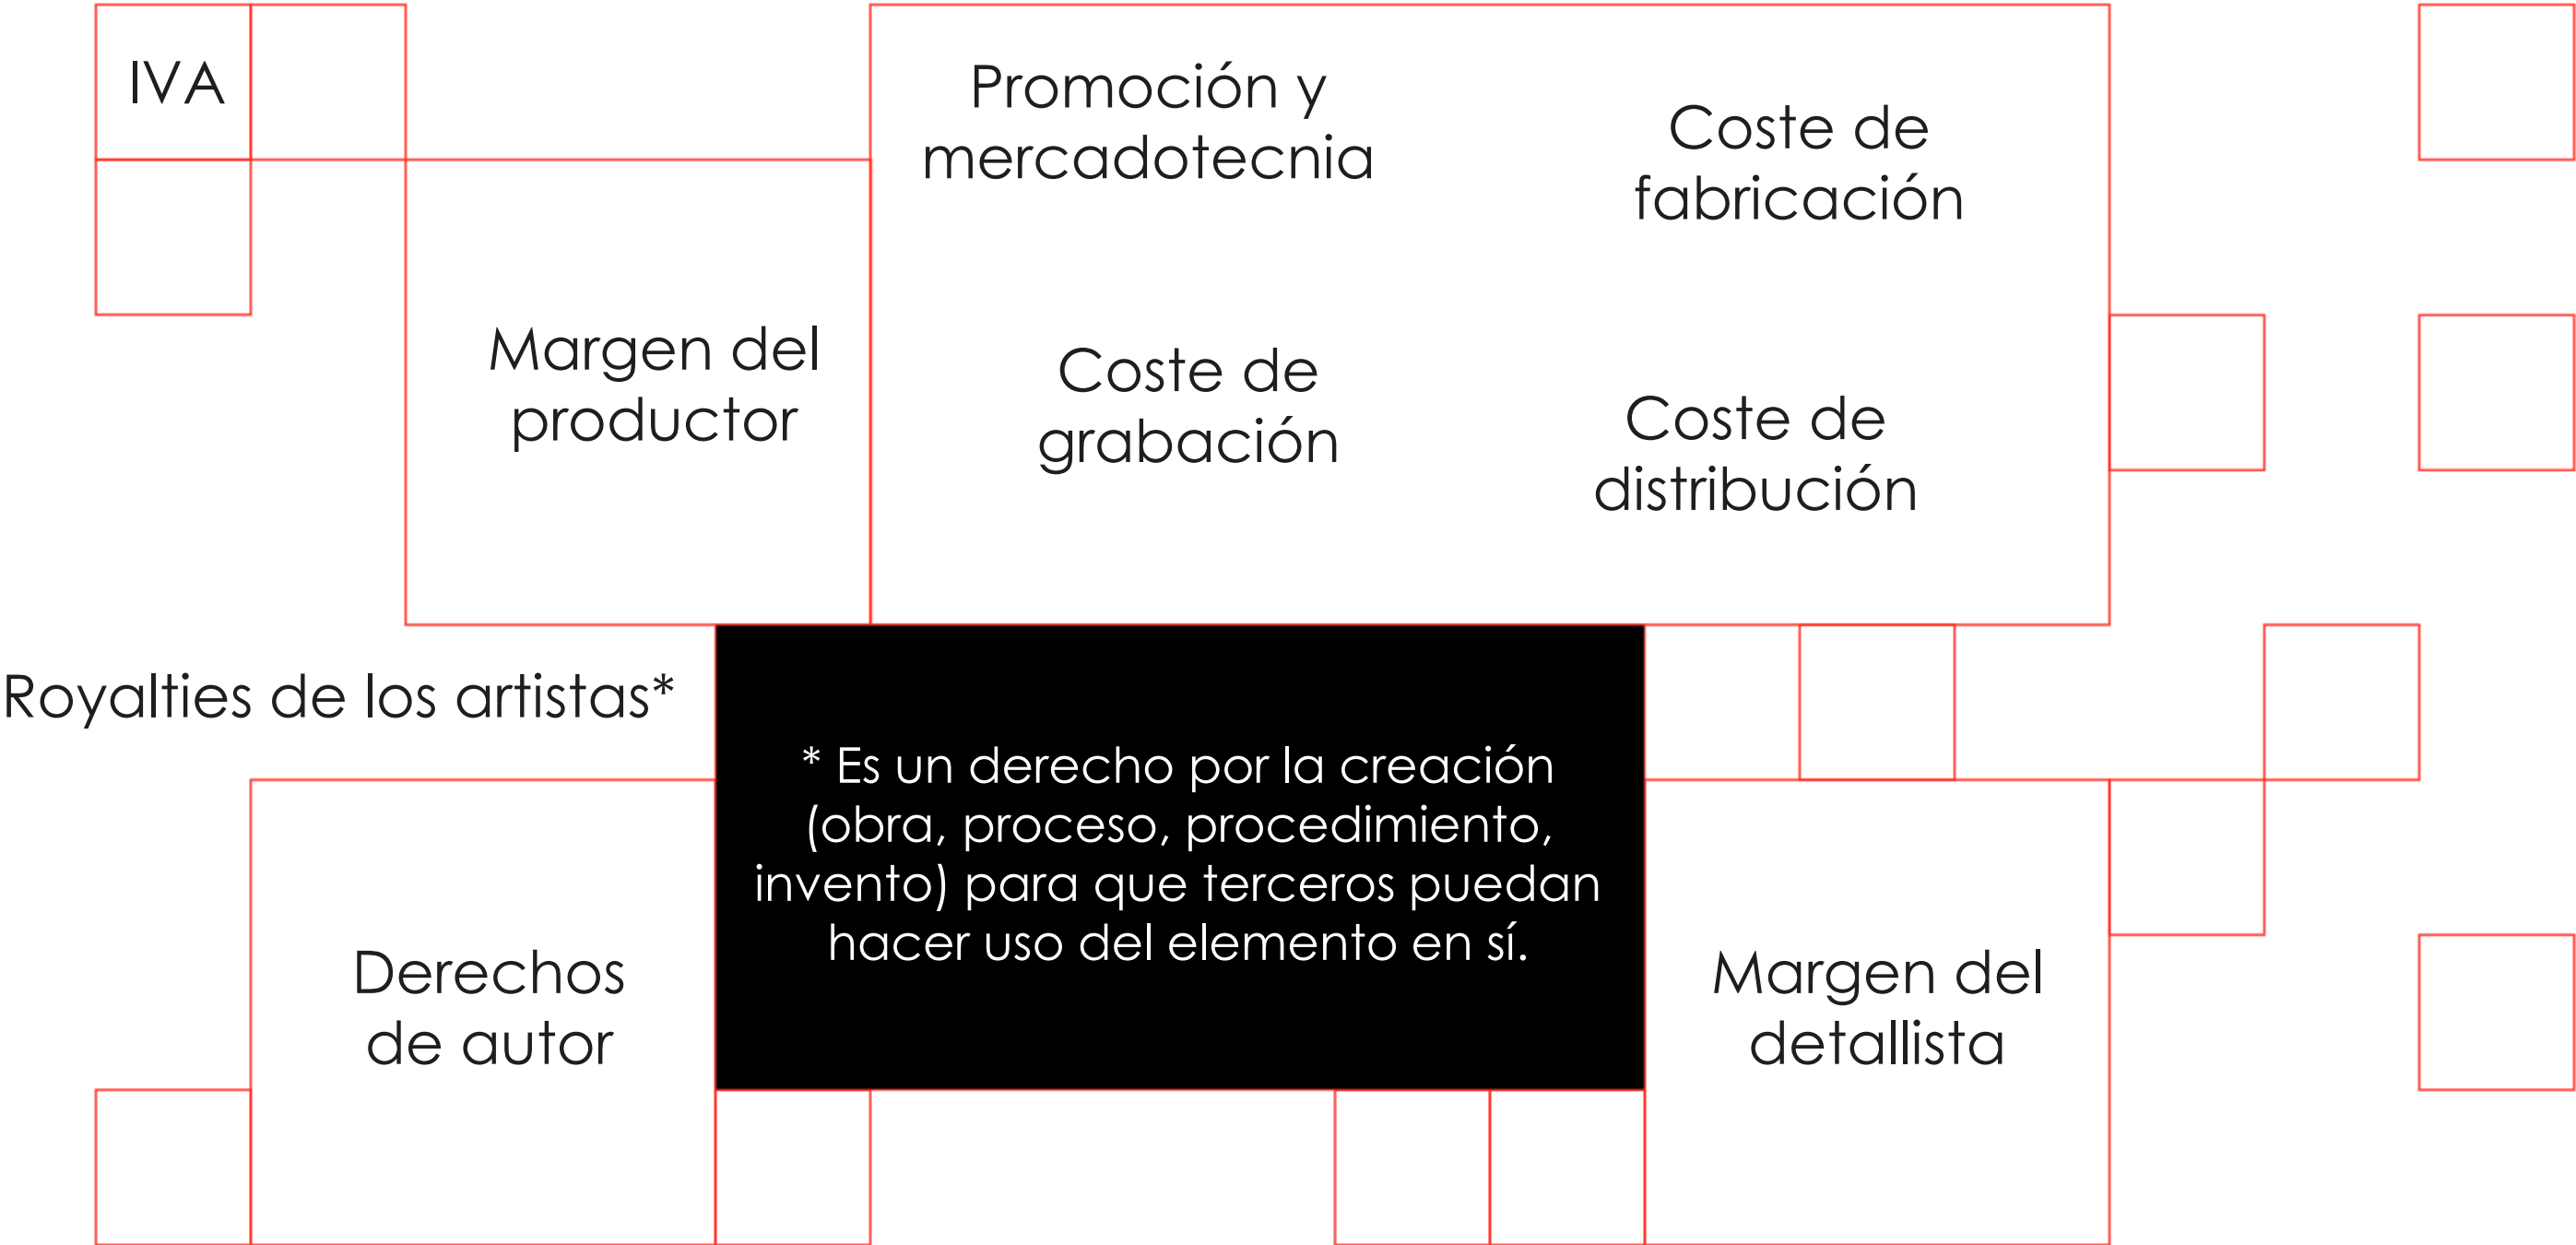 IVA
Promoción y
mercadotecnia
Coste de
fabricación
Margen del
productor
Coste de
grabación
Coste de
distribución
Royalties de los artistas*
* Es un derecho por la creación
(obra, proceso, procedimiento,
invento) para que terceros puedan
hacer uso del elemento en sí.
Derechos
de autor
Margen del
detallista